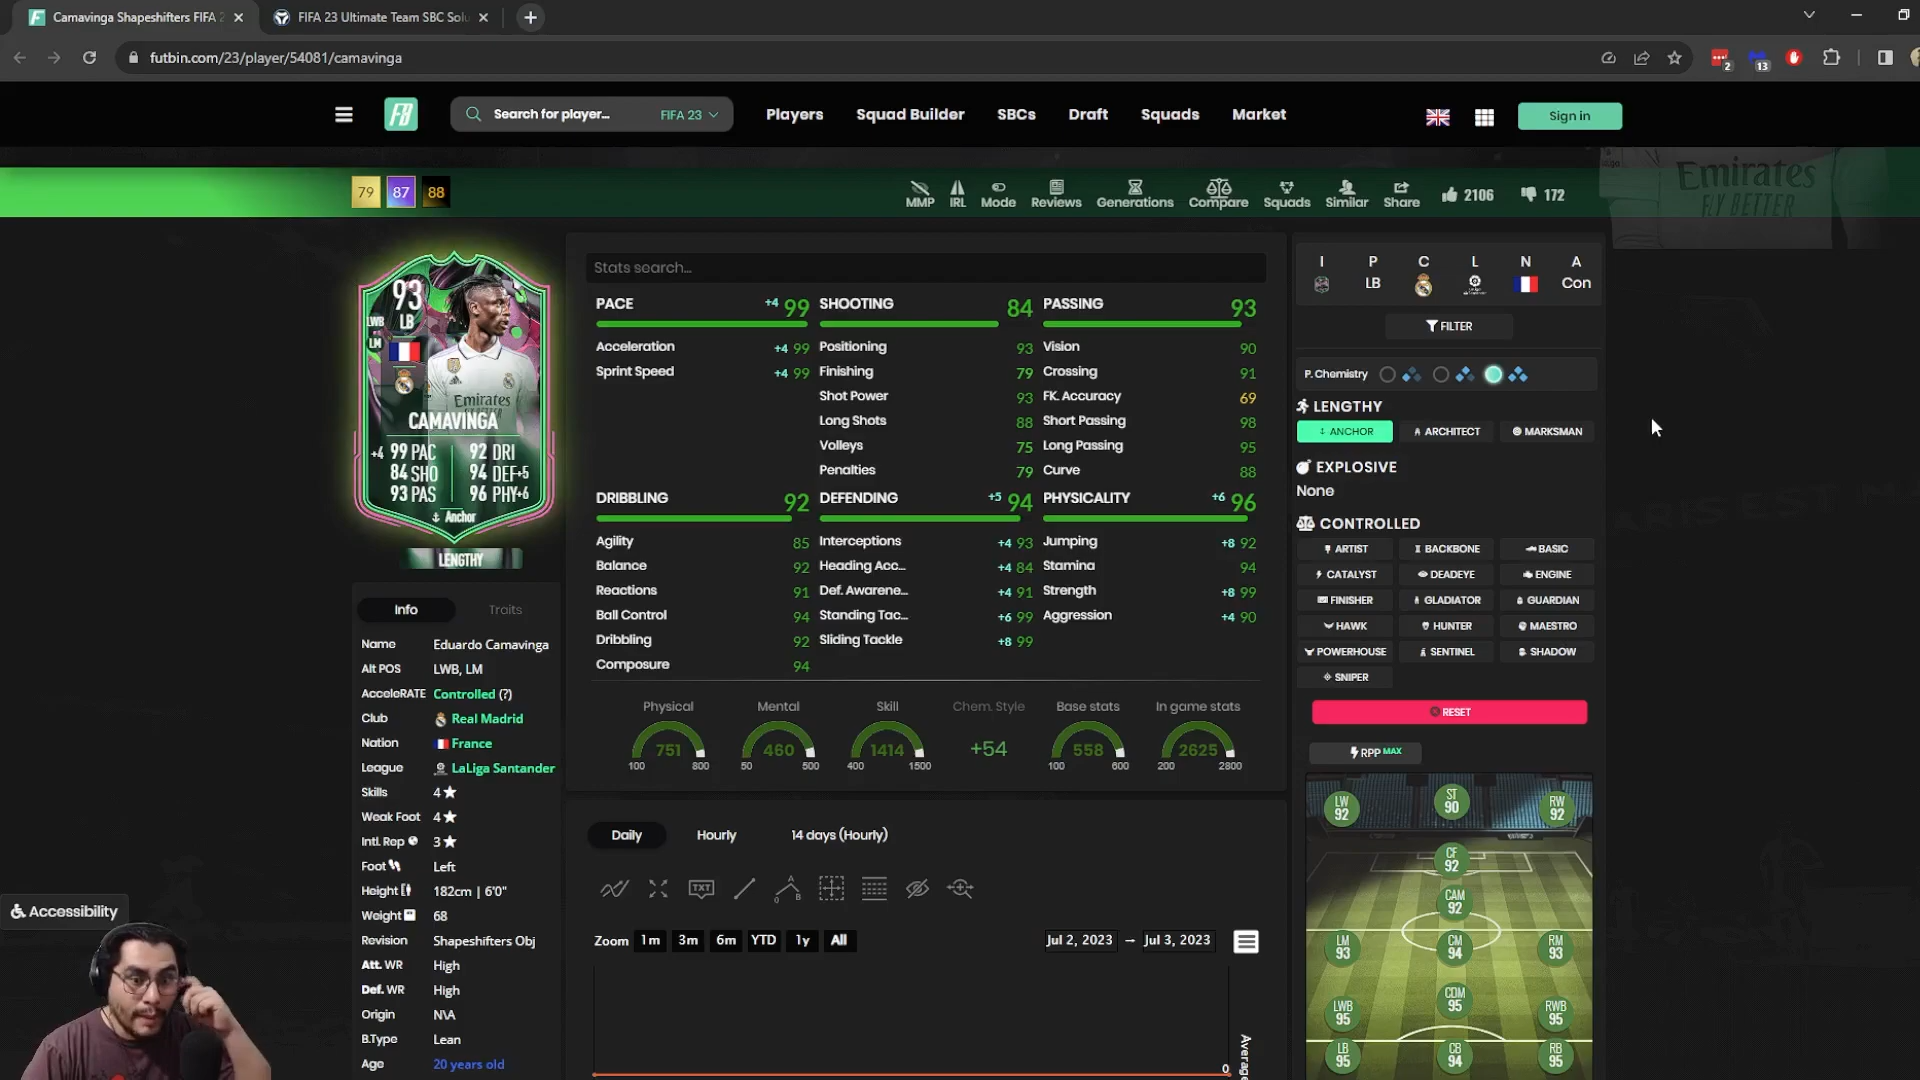 Camavinga Shapeshifters FIFA 2
FIFA 23 Ultimate Team SBC Solu
futbin.com/23/player/54081/camavinga
2
13
FB
Search for player...
FIFA 23
Players
Squad Builder
SBCs
Draft
Squads
Market
Sign in
79
87
88
MMP
IRL
Mode
Reviews
Generations
Compare
Squads
Similar
Share
2106
172
Emirates
FLY BETTER
93
LB
LWB
LM
Emirates
CAMAVINGA
+4 99 PAC
92 DRI
84 SHO
94 DEF+5
93 PAS
96 PHY+6
Anchor
LENGTHY
Stats search...
PACE +4 99
Acceleration +4 99
Sprint Speed +4 99
SHOOTING 84
Positioning 93
Finishing 79
Shot Power 93
Long Shots 88
Volleys 75
Penalties 79
PASSING 93
Vision 90
Crossing 91
FK. Accuracy 69
Short Passing 98
Long Passing 95
Curve 88
DRIBBLING 92
Agility 85
Balance 92
Reactions 91
Ball Control 94
Dribbling 92
Composure 94
DEFENDING +5 94
Interceptions +4 93
Heading Acc... +4 84
Def. Awarene... +4 91
Standing Tac... +6 99
Sliding Tackle +8 99
PHYSICALITY +6 96
Jumping +8 92
Stamina 94
Strength +8 99
Aggression +4 90
Physical
751
100 800
Mental
460
50 500
Skill
1414
400 1500
Chem. Style
+54
Base stats
558
100 600
In game stats
2625
200 2800
Info
Traits
Name Eduardo Camavinga
Alt POS LWB, LM
AcceleRATE Controlled (?)
Club Real Madrid
Nation France
League LaLiga Santander
Skills 4
Weak Foot 4
Intl. Rep 3
Foot Left
Height 182cm | 6'0"
Weight 68
Revision Shapeshifters Obj
Att. WR High
Def. WR High
Origin N\A
B.Type Lean
Age 20 years old
Accessibility
Daily
Hourly
14 days (Hourly)
TXT
Zoom 1m 3m 6m YTD 1y All
Jul 2, 2023 → Jul 3, 2023
0
Average
I P C L N A
LB
Con
FILTER
P. Chemistry
LENGTHY
ANCHOR
ARCHITECT
MARKSMAN
EXPLOSIVE
None
CONTROLLED
ARTIST
BACKBONE
BASIC
CATALYST
DEADEYE
ENGINE
FINISHER
GLADIATOR
GUARDIAN
HAWK
HUNTER
MAESTRO
POWERHOUSE
SENTINEL
SHADOW
SNIPER
RESET
RPP MAX
LW
92
ST
90
RW
92
CF
92
CAM
92
LM
93
CM
94
RM
93
LWB
95
CDM
95
RWB
95
LB
95
CB
94
RB
95